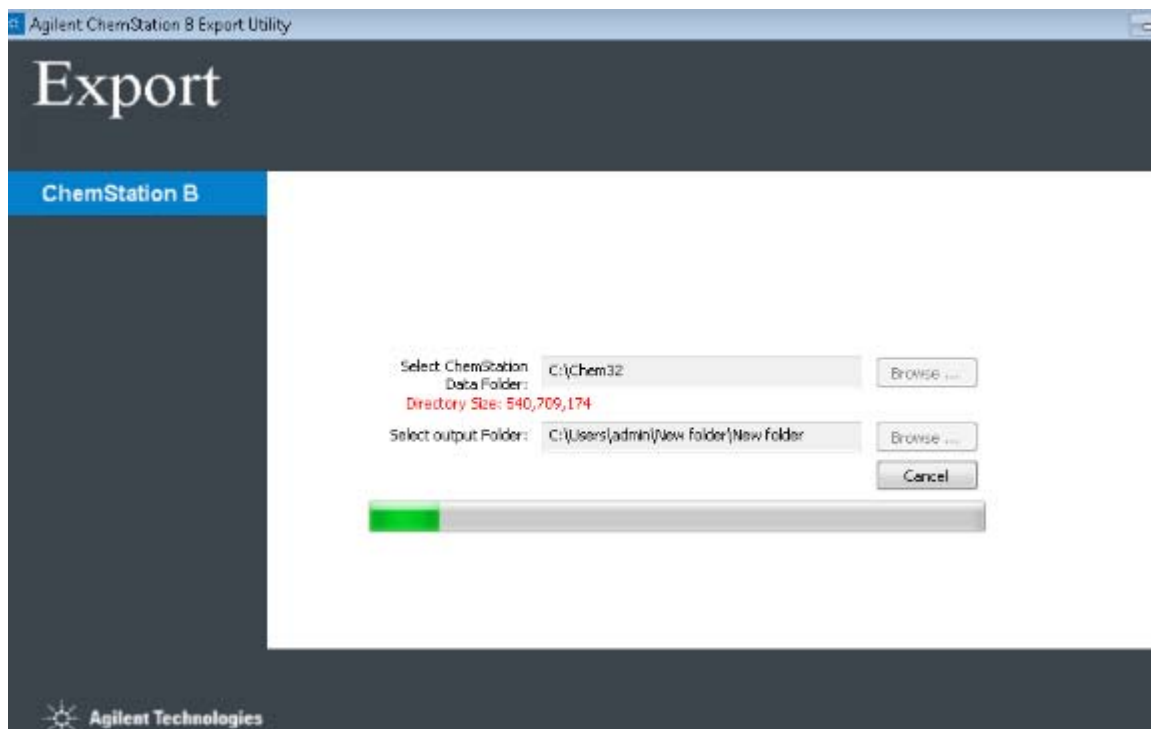 Agilent ChemStation B Export Utility
Export
ChemStation B
Select ChemStation
Data Folder:
C:\Chem32
Browse ...
Directory Size: 540,709,174
Select output Folder:
C:\Users\admin\New folder\New folder
Browse ...
Cancel
Agilent Technologies